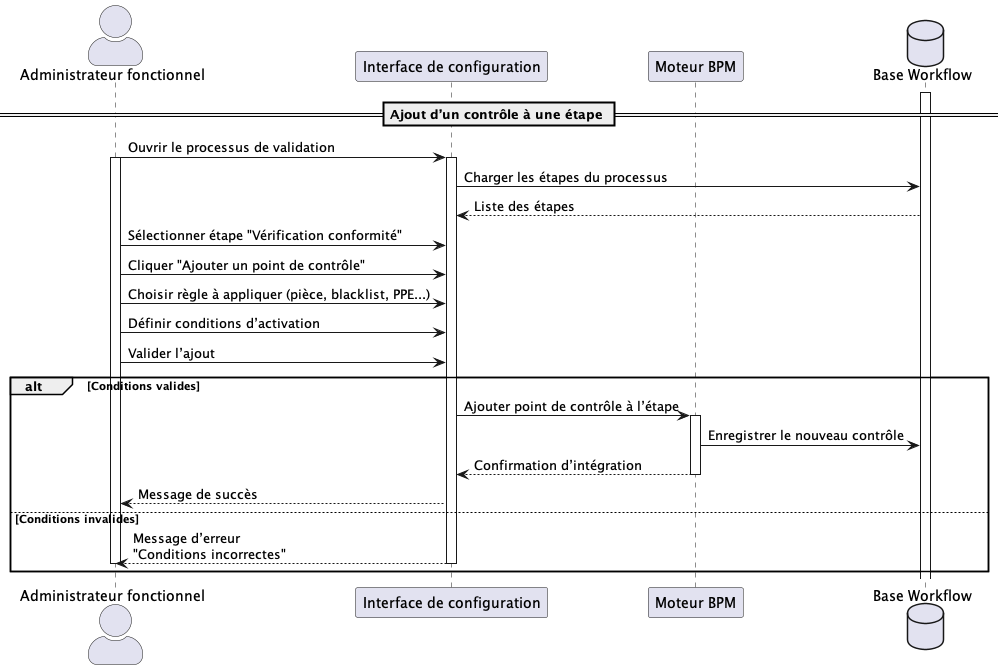 Administrateur fonctionnel
Interface de configuration
Moteur BPM
Base Workflow
Ajout d'un contrôle à une étape
Ouvrir le processus de validation
Charger les étapes du processus
Liste des étapes
Sélectionner étape "Vérification conformité"
Cliquer "Ajouter un point de contrôle"
Choisir règle à appliquer (pièce, blacklist, PPE...)
Définir conditions d'activation
Valider l'ajout
alt
[Conditions valides]
Ajouter point de contrôle à l'étape
Enregistrer le nouveau contrôle
Confirmation d'intégration
Message de succès
[Conditions invalides]
Message d'erreur
"Conditions incorrectes"
Administrateur fonctionnel
Interface de configuration
Moteur BPM
Base Workflow